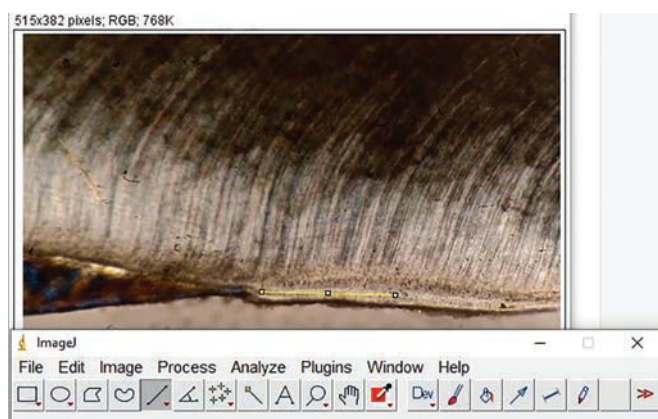 515x382 pixels; RGB; 768K
ImageJ
File Edit Image Process Analyze Plugins Window Help
A Dev